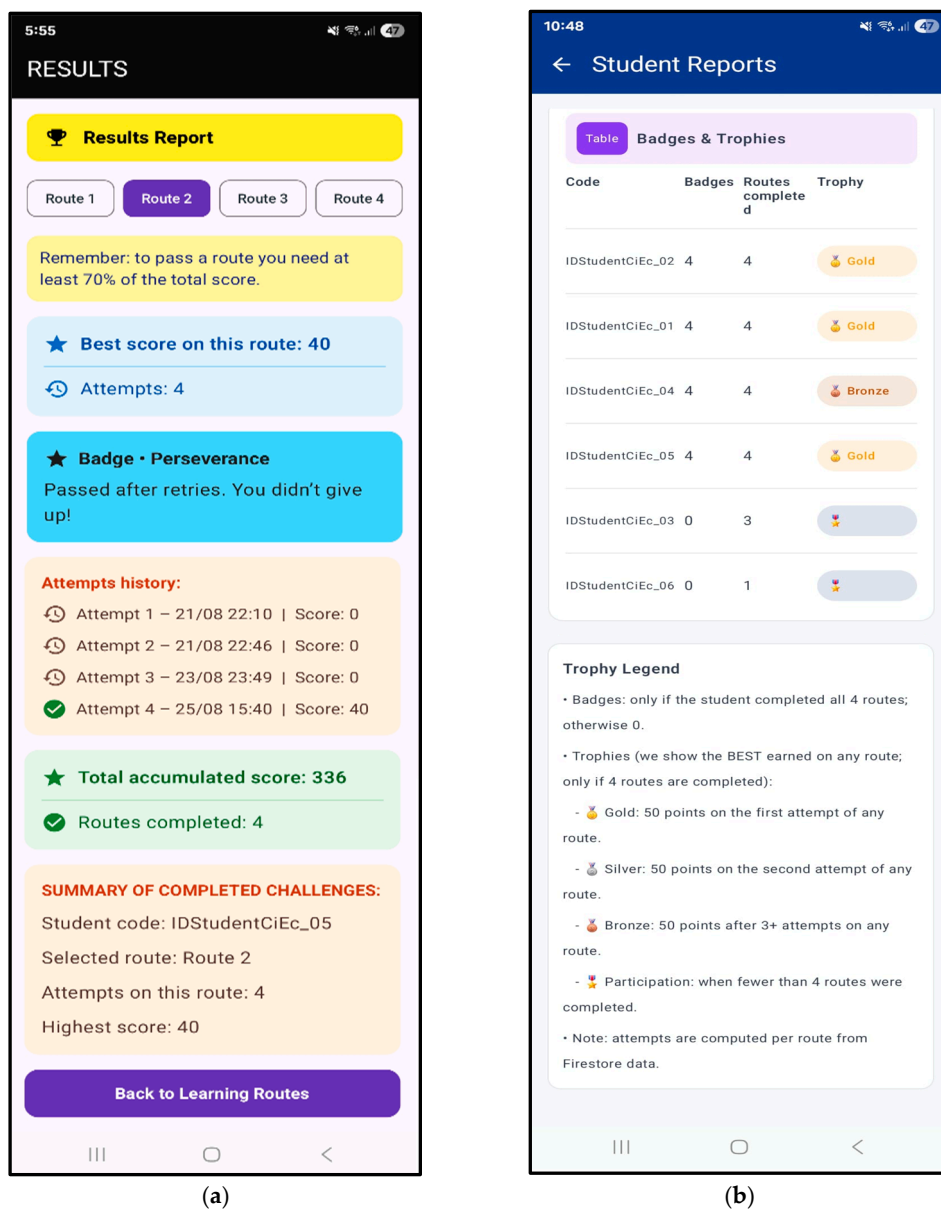 5:55
47
RESULTS
Results Report
Route 1
Route 2
Route 3
Route 4
Remember: to pass a route you need at
least 70% of the total score.
Best score on this route: 40
Attempts: 4
Badge • Perseverance
Passed after retries. You didn't give
up!
Attempts history:
Attempt 1 – 21/08 22:10 | Score: 0
Attempt 2 – 21/08 22:46 | Score: 0
Attempt 3 – 23/08 23:49 | Score: 0
Attempt 4 – 25/08 15:40 | Score: 40
Total accumulated score: 336
Routes completed: 4
SUMMARY OF COMPLETED CHALLENGES:
Student code: IDStudentCiEc_05
Selected route: Route 2
Attempts on this route: 4
Highest score: 40
Back to Learning Routes
(a)
10:48
47
Student Reports
Table Badges & Trophies
Code Badges Routes Trophy
complete
d
IDStudentCiEc_02 4 4 Gold
IDStudentCiEc_01 4 4 Gold
IDStudentCiEc_04 4 4 Bronze
IDStudentCiEc_05 4 4 Gold
IDStudentCiEc_03 0 3
IDStudentCiEc_06 0 1
Trophy Legend
• Badges: only if the student completed all 4 routes;
otherwise 0.
• Trophies (we show the BEST earned on any route;
only if 4 routes are completed):
- 🥇 Gold: 50 points on the first attempt of any
route.
- 🥈 Silver: 50 points on the second attempt of any
route.
- 🥉 Bronze: 50 points after 3+ attempts on any
route.
- 🎖 Participation: when fewer than 4 routes were
completed.
• Note: attempts are computed per route from
Firestore data.
(b)